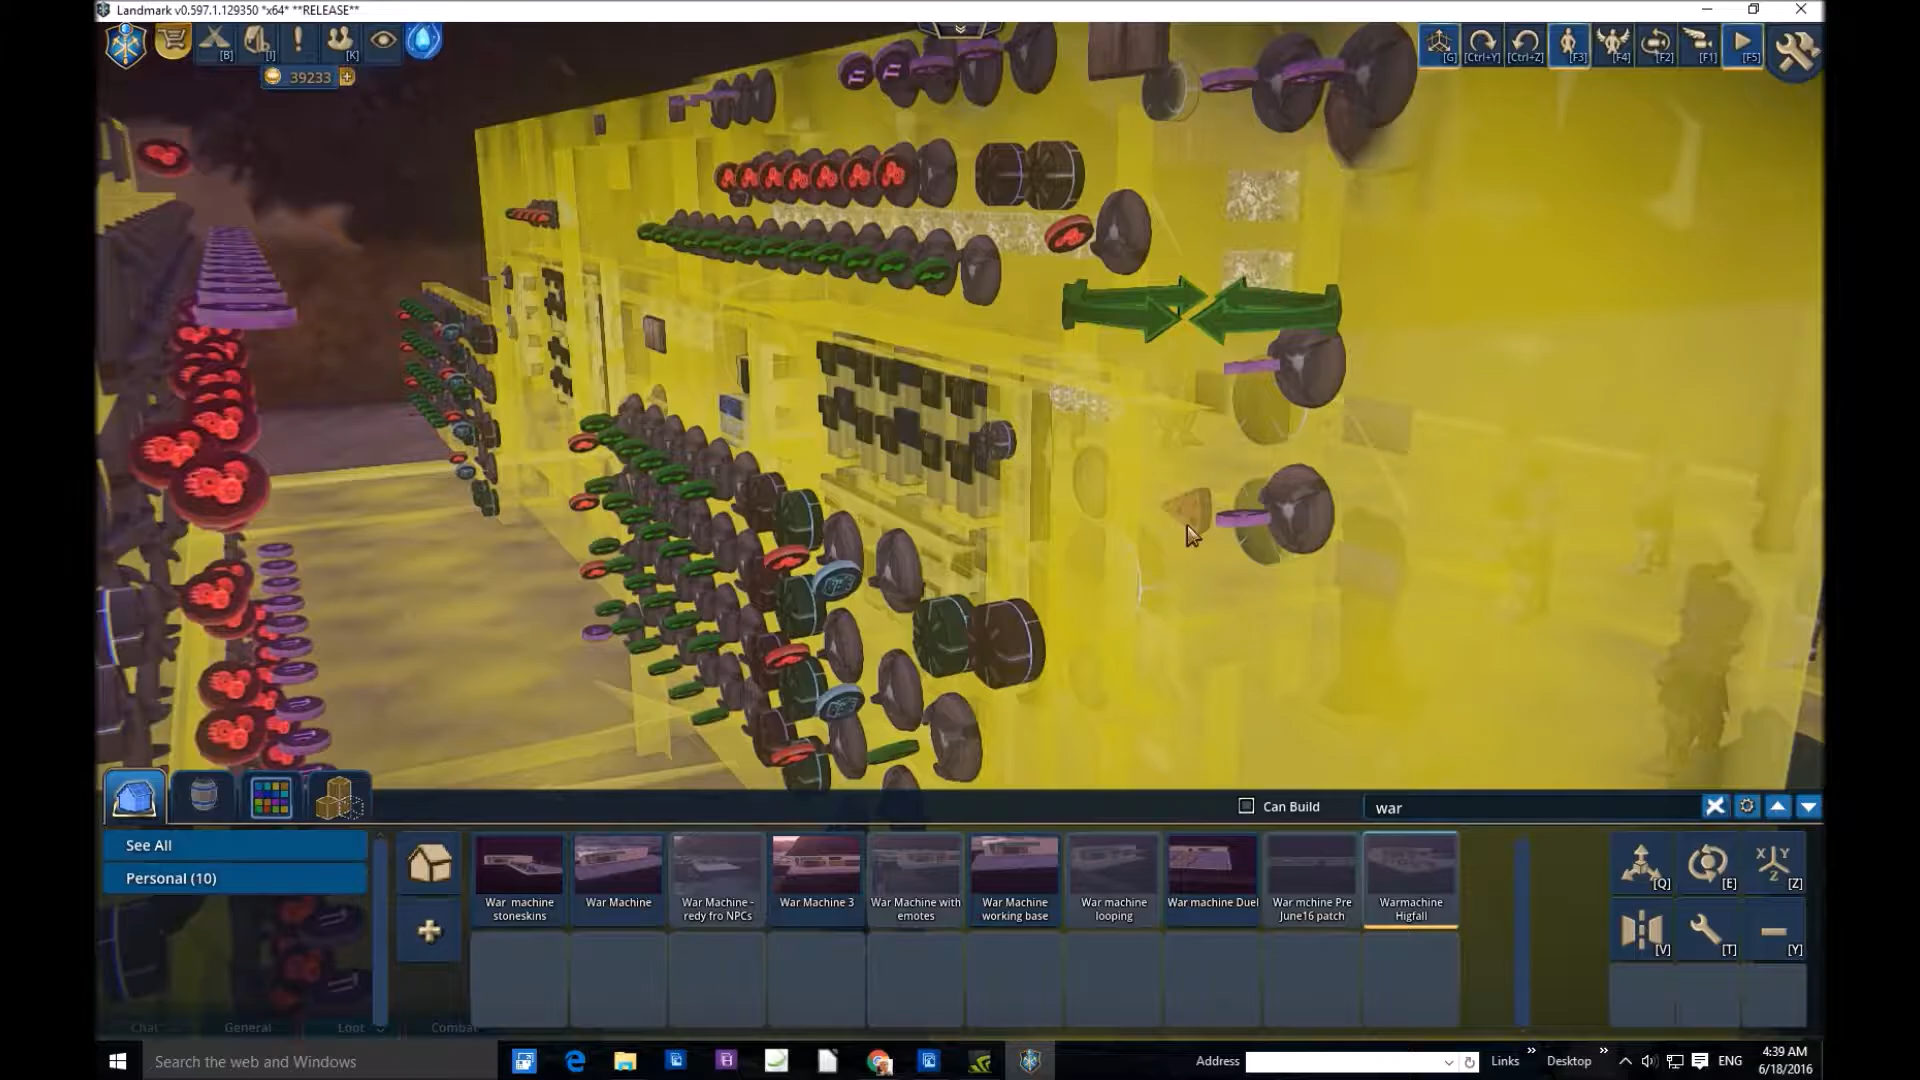 Landmark v0.597.1.129350 *x64* **RELEASE**
[B]
[I]
[K]
39233
[G]
[Ctrl+Y]
[Ctrl+Z]
[F3]
[F4]
[F2]
[F1]
[F5]
Can Build
war
See All
Personal (10)
War machine stoneskins
War Machine
War Machine - redy fro NPCs
War Machine 3
War Machine with emotes
War Machine working base
War machine looping
War machine Duel
War mchine Pre June16 patch
Warmachine Higfall
[Q]
[E]
X Y Z
[Z]
[V]
[T]
[Y]
Chat
General
Loot
Combat
Search the web and Windows
Address
Links
Desktop
ENG
4:39 AM
6/18/2016